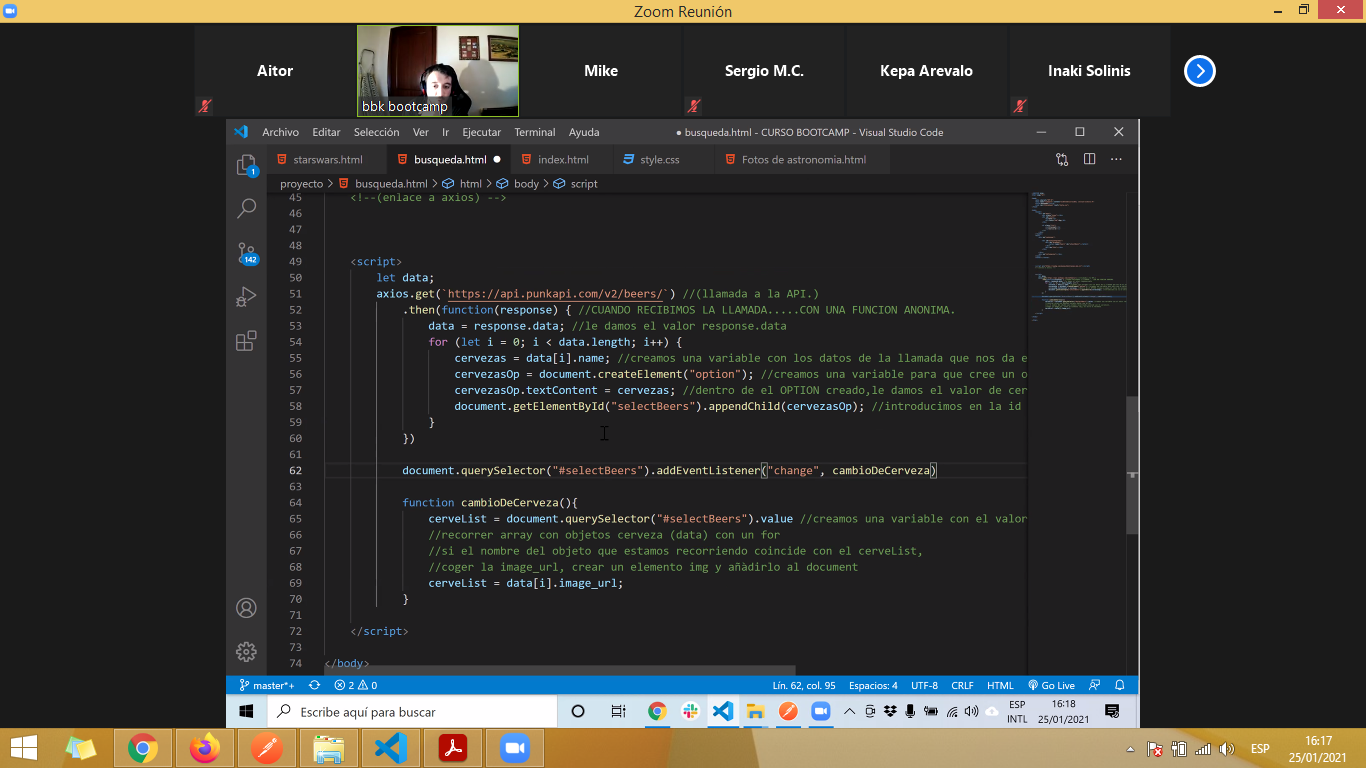 Zoom Reunión
Aitor
bbk bootcamp
Mike
Sergio M.C.
Kepa Arevalo
Inaki Solinis
Archivo Editar Selección Ver Ir Ejecutar Terminal Ayuda
● busqueda.html - CURSO BOOTCAMP - Visual Studio Code
starswars.html
busqueda.html
index.html
style.css
Fotos de astronomia.html
proyecto > busqueda.html > html > body > script
45 <!--(enlace a axios) -->
46
47
48
49 <script>
50 let data;
51 axios.get(`https://api.punkapi.com/v2/beers/`) //(llamada a la API.)
52 .then(function(response) { //CUANDO RECIBIMOS LA LLAMADA.....CON UNA FUNCION ANONIMA.
53 data = response.data; //le damos el valor response.data
54 for (let i = 0; i < data.length; i++) {
55 cervezas = data[i].name; //creamos una variable con los datos de la llamada que nos da e
56 cervezasOp = document.createElement("option"); //creamos una variable para que cree un o
57 cervezasOp.textContent = cervezas; //dentro de el OPTION creado,le damos el valor de cer
58 document.getElementById("selectBeers").appendChild(cervezasOp); //introducimos en la id
59 }
60 })
61
62 document.querySelector("#selectBeers").addEventListener("change", cambioDeCerveza)
63
64 function cambioDeCerveza(){
65 cerveList = document.querySelector("#selectBeers").value //creamos una variable con el valor
66 //recorrer array con objetos cerveza (data) con un for
67 //si el nombre del objeto que estamos recorriendo coincide con el cerveList,
68 //coger la image_url, crear un elemento img y añàdirlo al document
69 cerveList = data[i].image_url;
70 }
71
72 </script>
73
74 </body>
1
142
master*+ 2 0
Lín. 62, col. 95 Espacios: 4 UTF-8 CRLF HTML Go Live
Escribe aquí para buscar
ESP
INTL
16:18
25/01/2021
ESP
16:17
25/01/2021